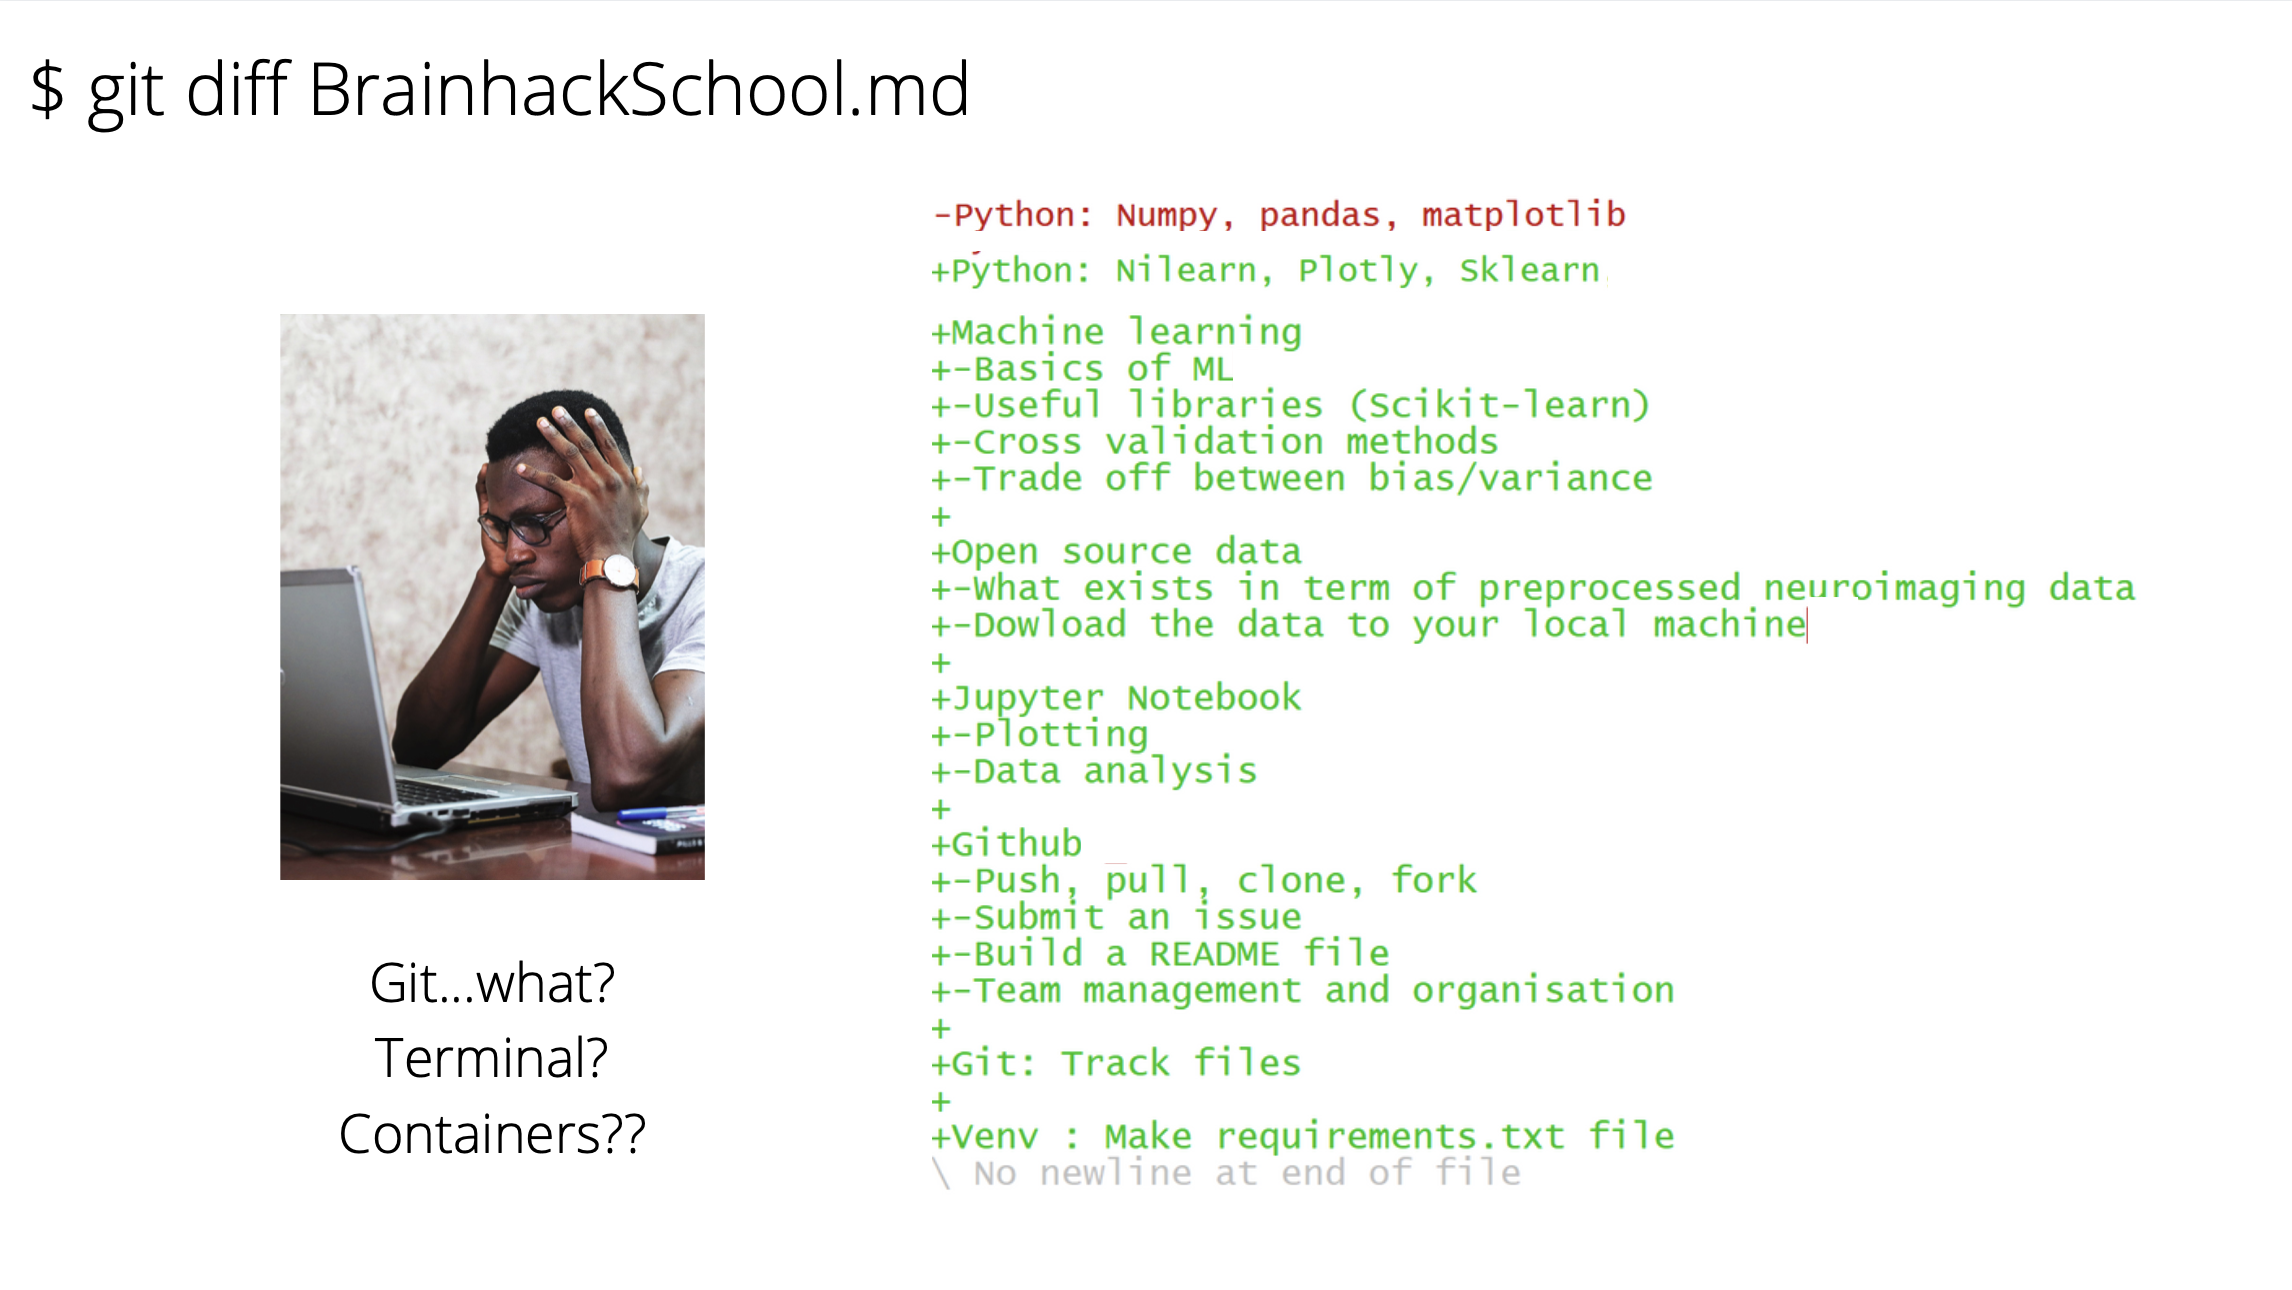 $ git diff BrainhackSchool.md
-Python: Numpy, pandas, matplotlib
+Python: Nilearn, Plotly, Sklearn
+Machine learning
+-Basics of ML
+-Useful libraries (Scikit-learn)
+-Cross validation methods
+-Trade off between bias/variance
+
+Open source data
+-What exists in term of preprocessed neuroimaging data
+-Dowload the data to your local machine
+
+Jupyter Notebook
+-Plotting
+-Data analysis
+
+Github
+-Push, pull, clone, fork
+-Submit an issue
+-Build a README file
+-Team management and organisation
+
+Git: Track files
+
+Venv : Make requirements.txt file
\ No newline at end of file
Git...what?
Terminal?
Containers??